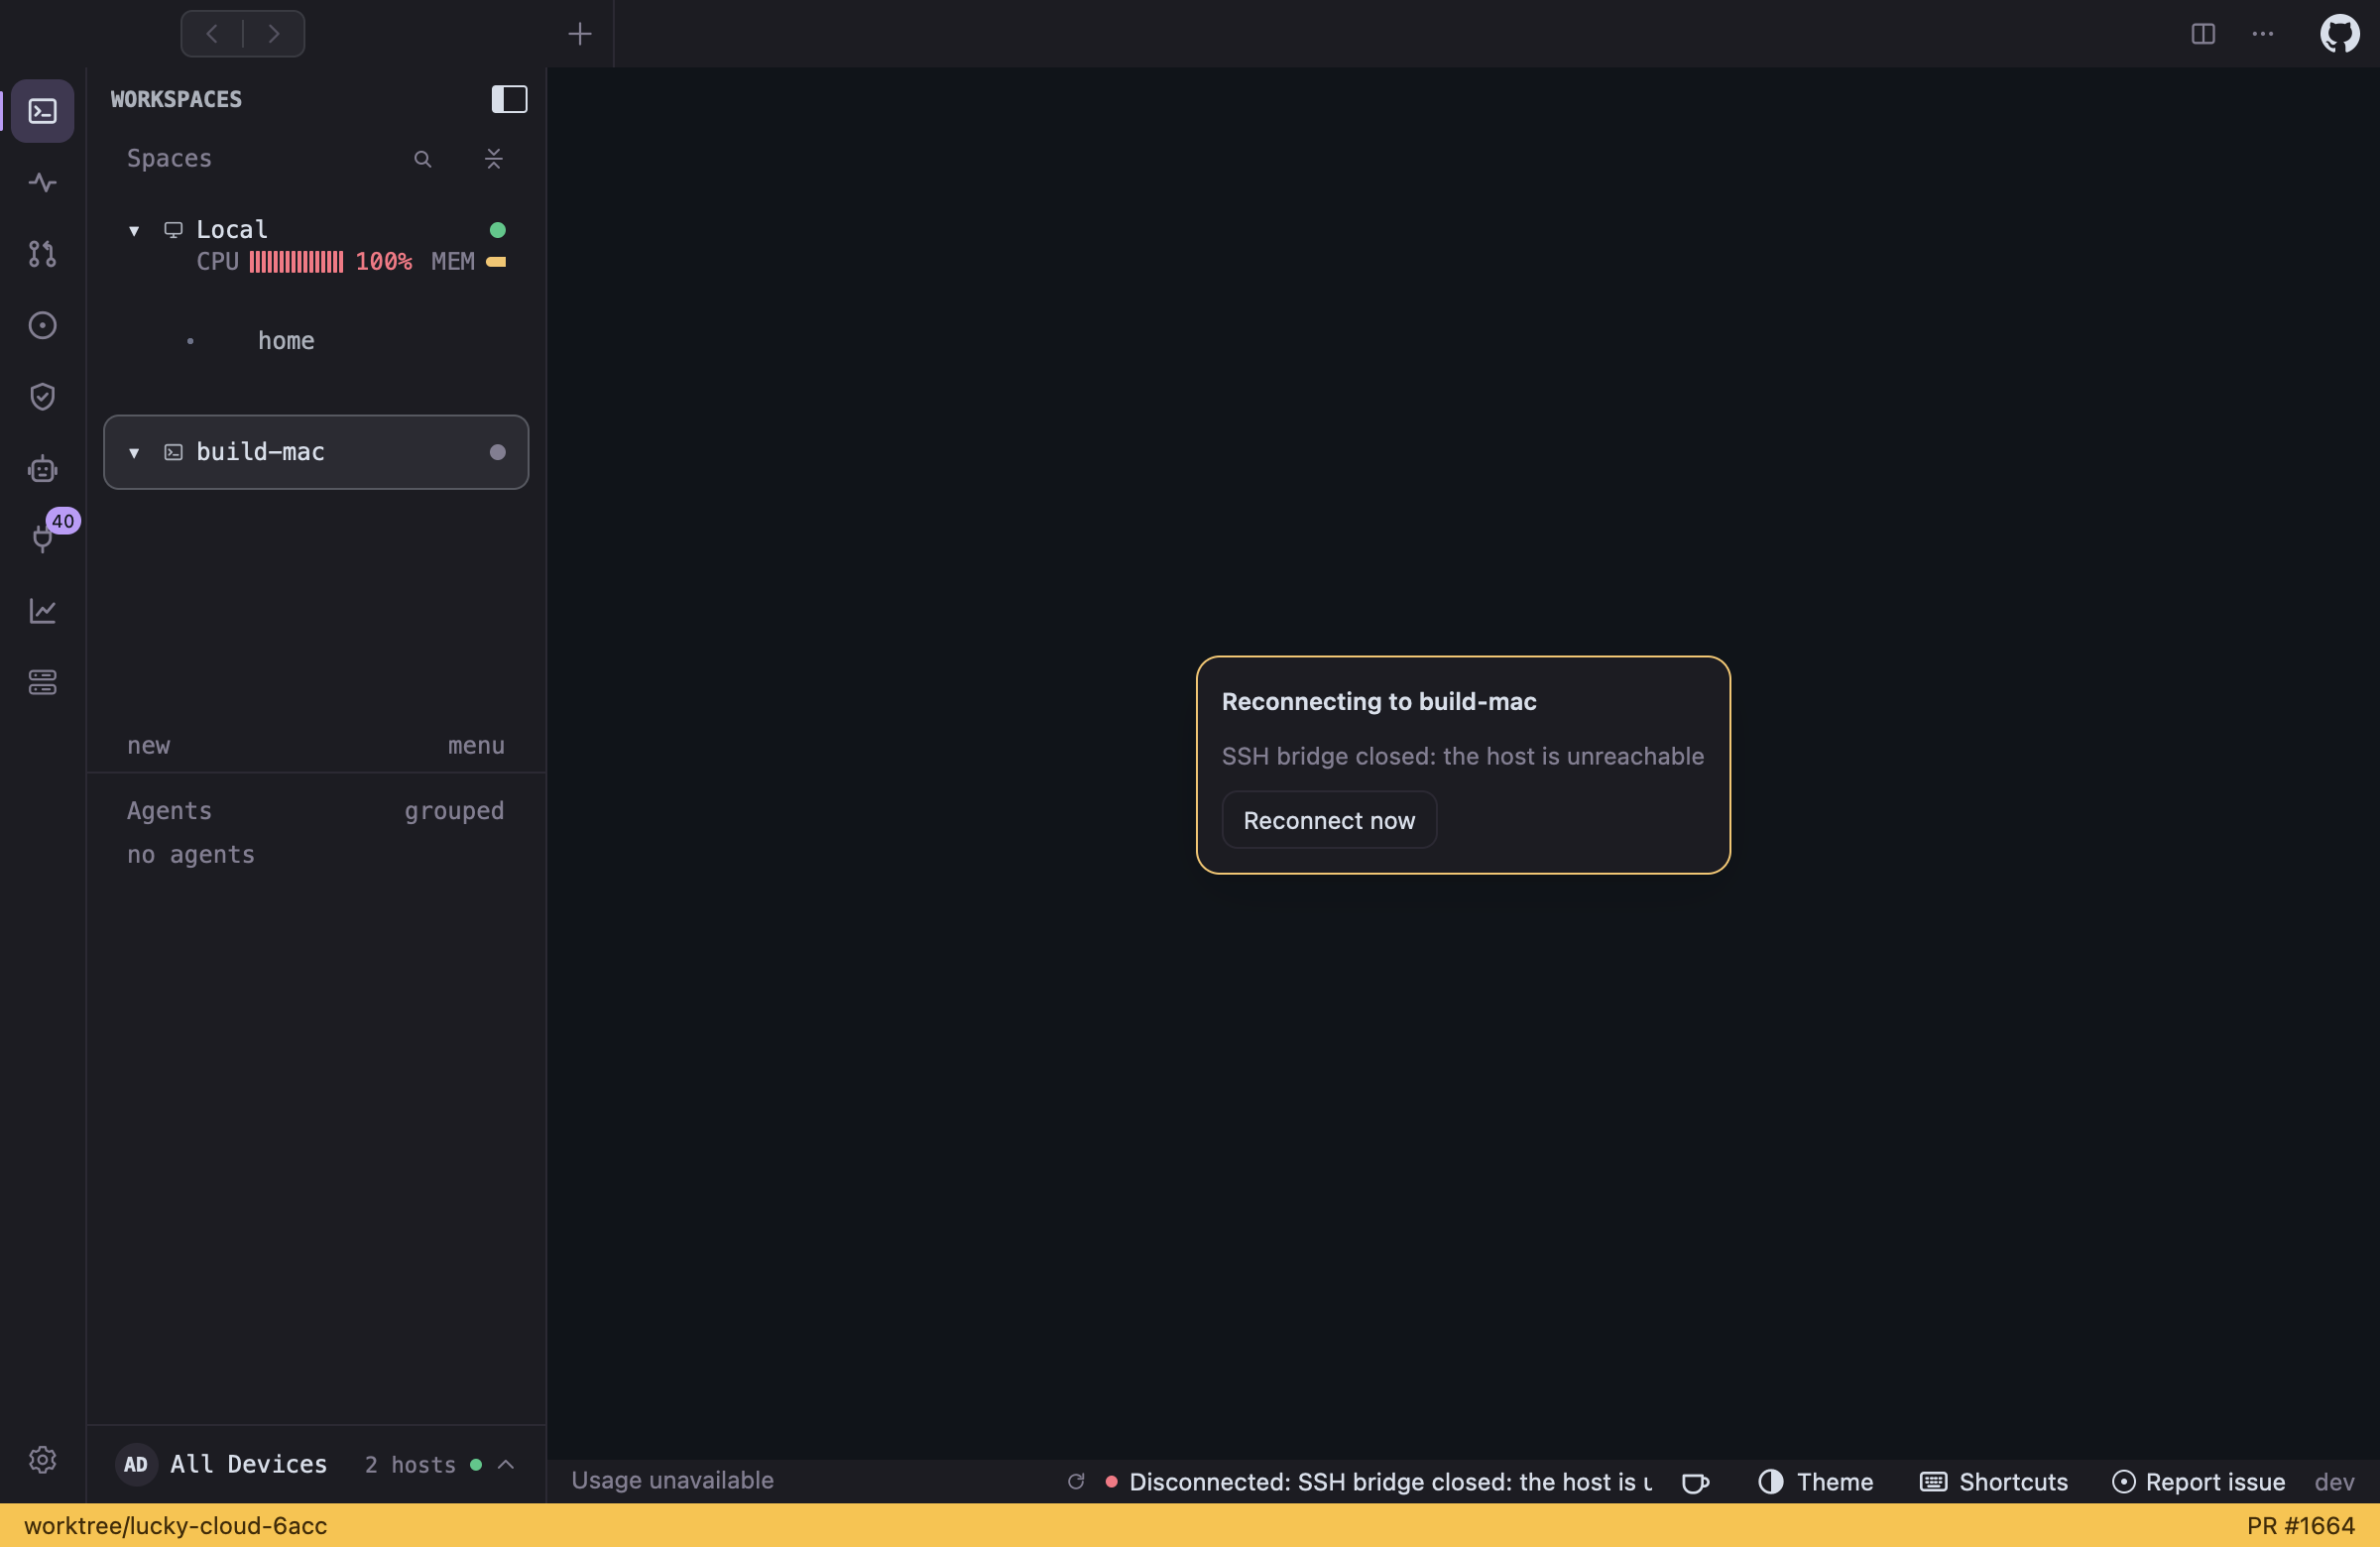 WORKSPACES
Spaces
Local
CPU 100% MEM
home
build-mac
40
new menu
Agents grouped
no agents
Reconnecting to build-mac
SSH bridge closed: the host is unreachable
Reconnect now
AD All Devices 2 hosts
Usage unavailable
Disconnected: SSH bridge closed: the host is
Theme
Shortcuts
Report issue
dev
worktree/lucky-cloud-6acc
PR #1664